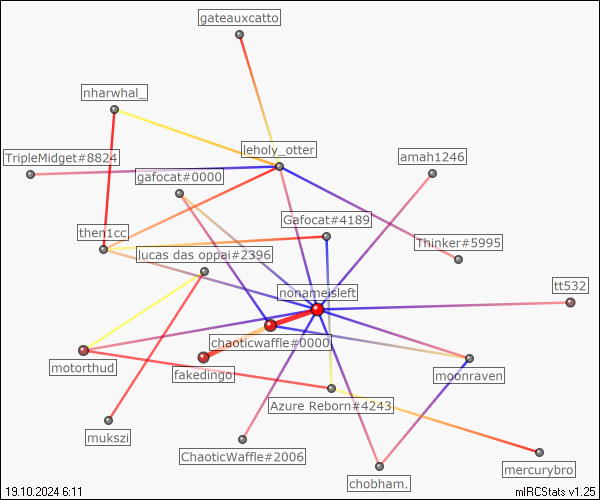 gateauxcatto
nharwhal_
leholy_otter
TripleMidget#8824
amah1246
gafocat#0000
Gafocat#4189
then1cc
Thinker#5995
lucas das oppai#2396
nonameisleft
tt532
chaoticwaffle#0000
motorthud
fakedingo
moonraven
Azure Reborn#4243
mukszi
ChaoticWaffle#2006
mercurybro
chobham.
19.10.2024 6:11
mIRCStats v1.25